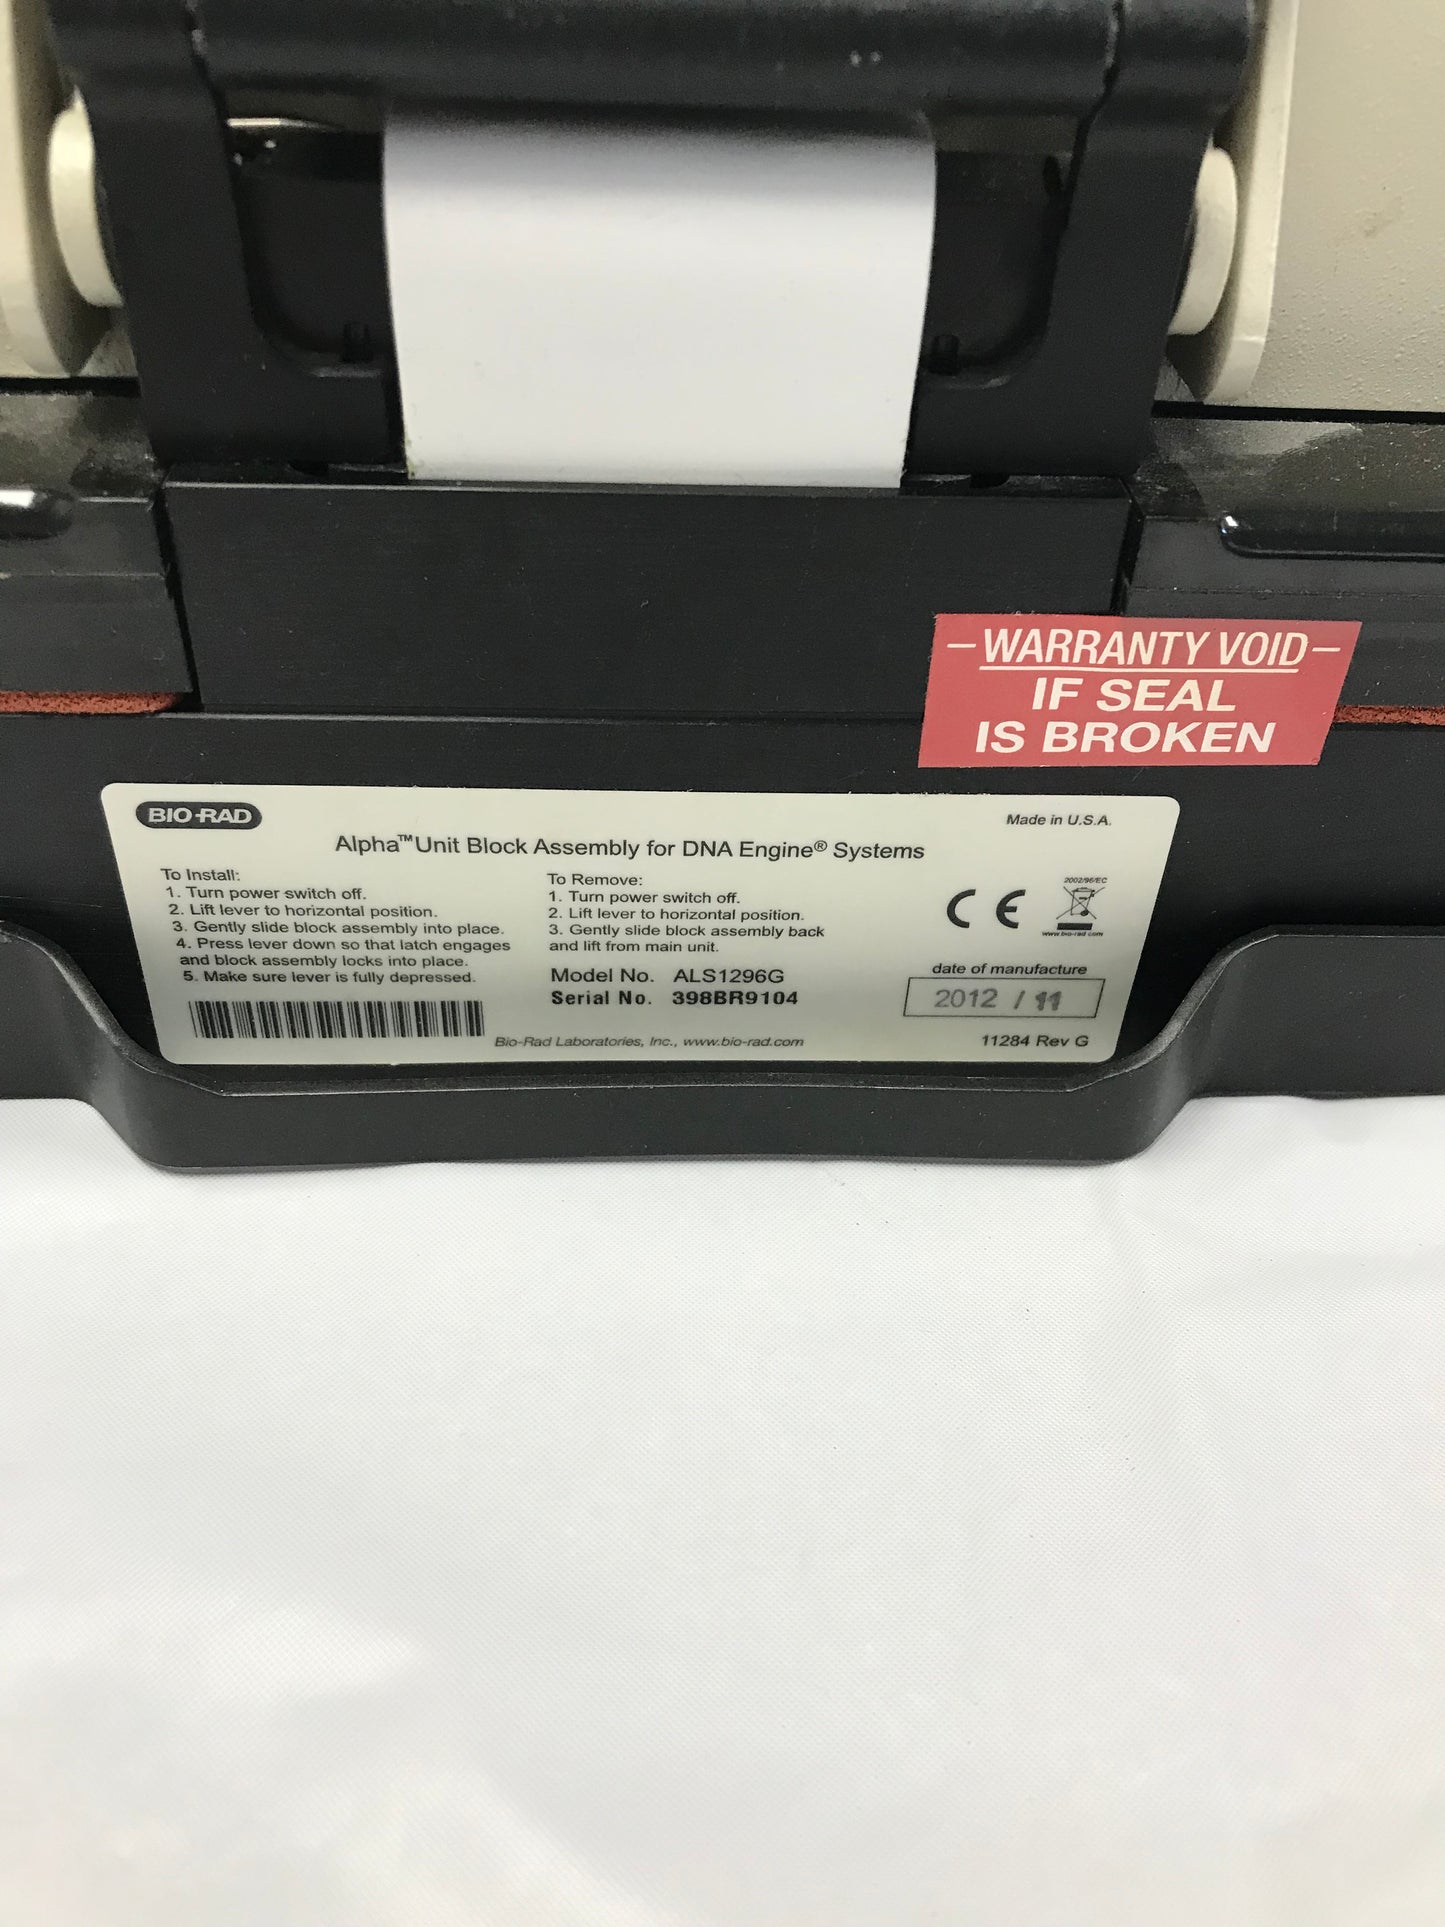 —WARRANTY VOID—
IF SEAL
IS BROKEN
BIO-RAD
Made in U.S.A.
Alpha™ Unit Block Assembly for DNA Engine® Systems
To Install:
1. Turn power switch off.
2. Lift lever to horizontal position.
3. Gently slide block assembly into place.
4. Press lever down so that latch engages
and block assembly locks into place.
5. Make sure lever is fully depressed.
To Remove:
1. Turn power switch off.
2. Lift lever to horizontal position.
3. Gently slide block assembly back
and lift from main unit.
Model No. ALS1296G
Serial No. 398BR9104
CE
2002/96/EC
www.bio-rad.com
date of manufacture
2012 / 11
Bio-Rad Laboratories, Inc., www.bio-rad.com
11284 Rev G